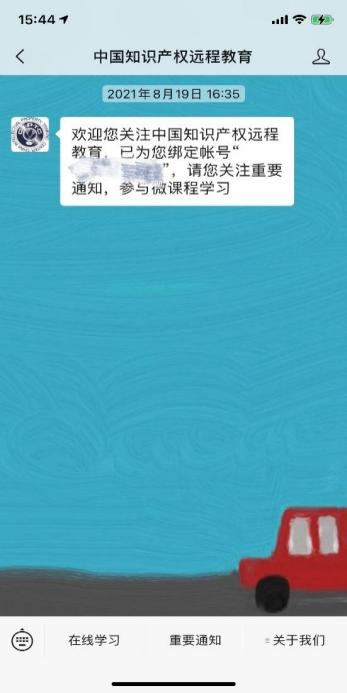 15:44
中国知识产权远程教育
2021年8月19日 16:35
欢迎您关注中国知识产权远程
教育，已为您绑定帐号“
”，请您关注重要
通知，参与微课程学习
在线学习
重要通知
关于我们